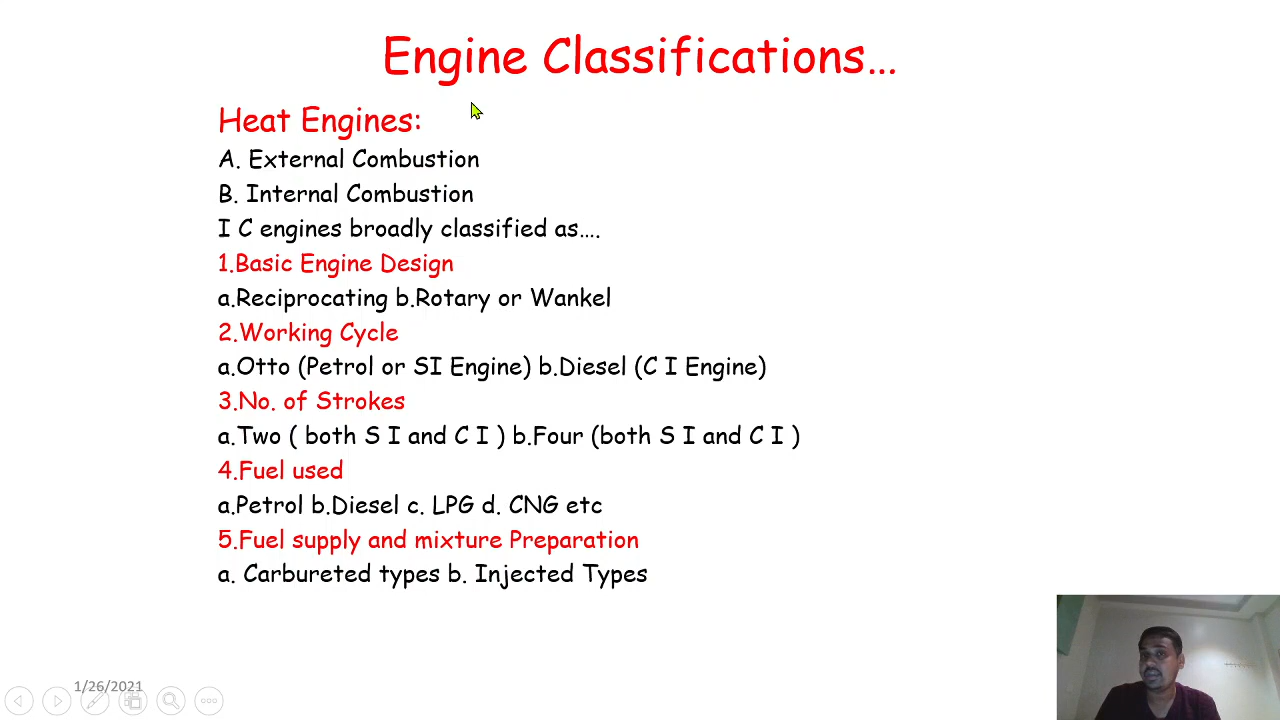 Engine Classifications...
Heat Engines:
A. External Combustion
B. Internal Combustion
I C engines broadly classified as….
1.Basic Engine Design
a.Reciprocating b.Rotary or Wankel
2.Working Cycle
a.Otto (Petrol or SI Engine) b.Diesel (C I Engine)
3.No. of Strokes
a.Two ( both S I and C I ) b.Four (both S I and C I )
4.Fuel used
a.Petrol b.Diesel c. LPG d. CNG etc
5.Fuel supply and mixture Preparation
a. Carbureted types b. Injected Types
1/26/2021